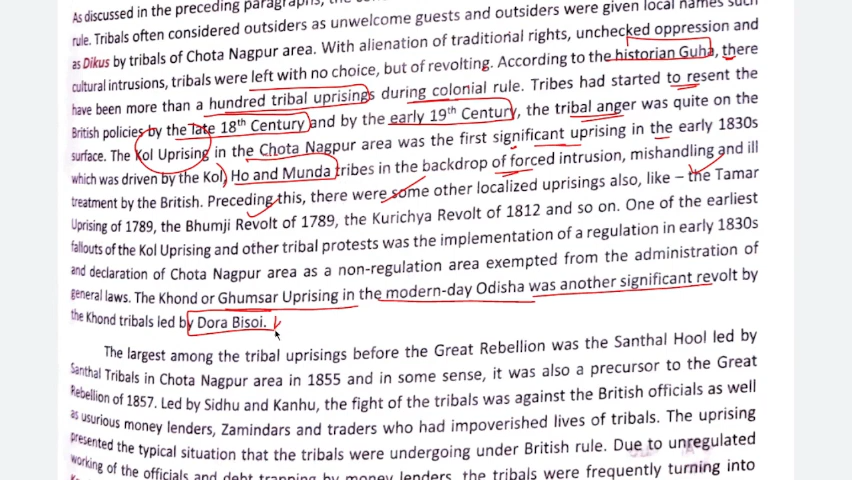 As discussed in the preceding paragraphs, the
rule. Tribals often considered outsiders as unwelcome guests and outsiders were given local names such
as Dikus by tribals of Chota Nagpur area. With alienation of traditional rights, unchecked oppression and
cultural intrusions, tribals were left with no choice, but of revolting. According to the historian Guha, there
have been more than a hundred tribal uprisings during colonial rule. Tribes had started to resent the
British policies by the late 18th Century and by the early 19th Century, the tribal anger was quite on the
surface. The Kol Uprising in the Chota Nagpur area was the first significant uprising in the early 1830s
which was driven by the Kol, Ho and Munda tribes in the backdrop of forced intrusion, mishandling and ill
treatment by the British. Preceding this, there were some other localized uprisings also, like – the Tamar
Uprising of 1789, the Bhumji Revolt of 1789, the Kurichya Revolt of 1812 and so on. One of the earliest
fallouts of the Kol Uprising and other tribal protests was the implementation of a regulation in early 1830s
and declaration of Chota Nagpur area as a non-regulation area exempted from the administration of
general laws. The Khond or Ghumsar Uprising in the modern-day Odisha was another significant revolt by
the Khond tribals led by Dora Bisoi.
The largest among the tribal uprisings before the Great Rebellion was the Santhal Hool led by
Santhal Tribals in Chota Nagpur area in 1855 and in some sense, it was also a precursor to the Great
Rebellion of 1857. Led by Sidhu and Kanhu, the fight of the tribals was against the British officials as well
as usurious money lenders, Zamindars and traders who had impoverished lives of tribals. The uprising
presented the typical situation that the tribals were undergoing under British rule. Due to unregulated
working of the officials and debt trapping by money lenders, the tribals were frequently turning into